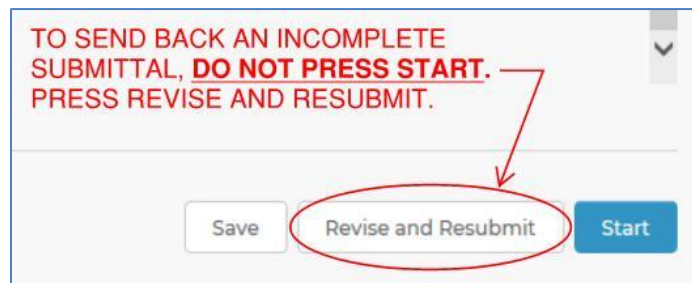 TO SEND BACK AN INCOMPLETE
SUBMITTAL, DO NOT PRESS START.
PRESS REVISE AND RESUBMIT.
Save Revise and Resubmit Start